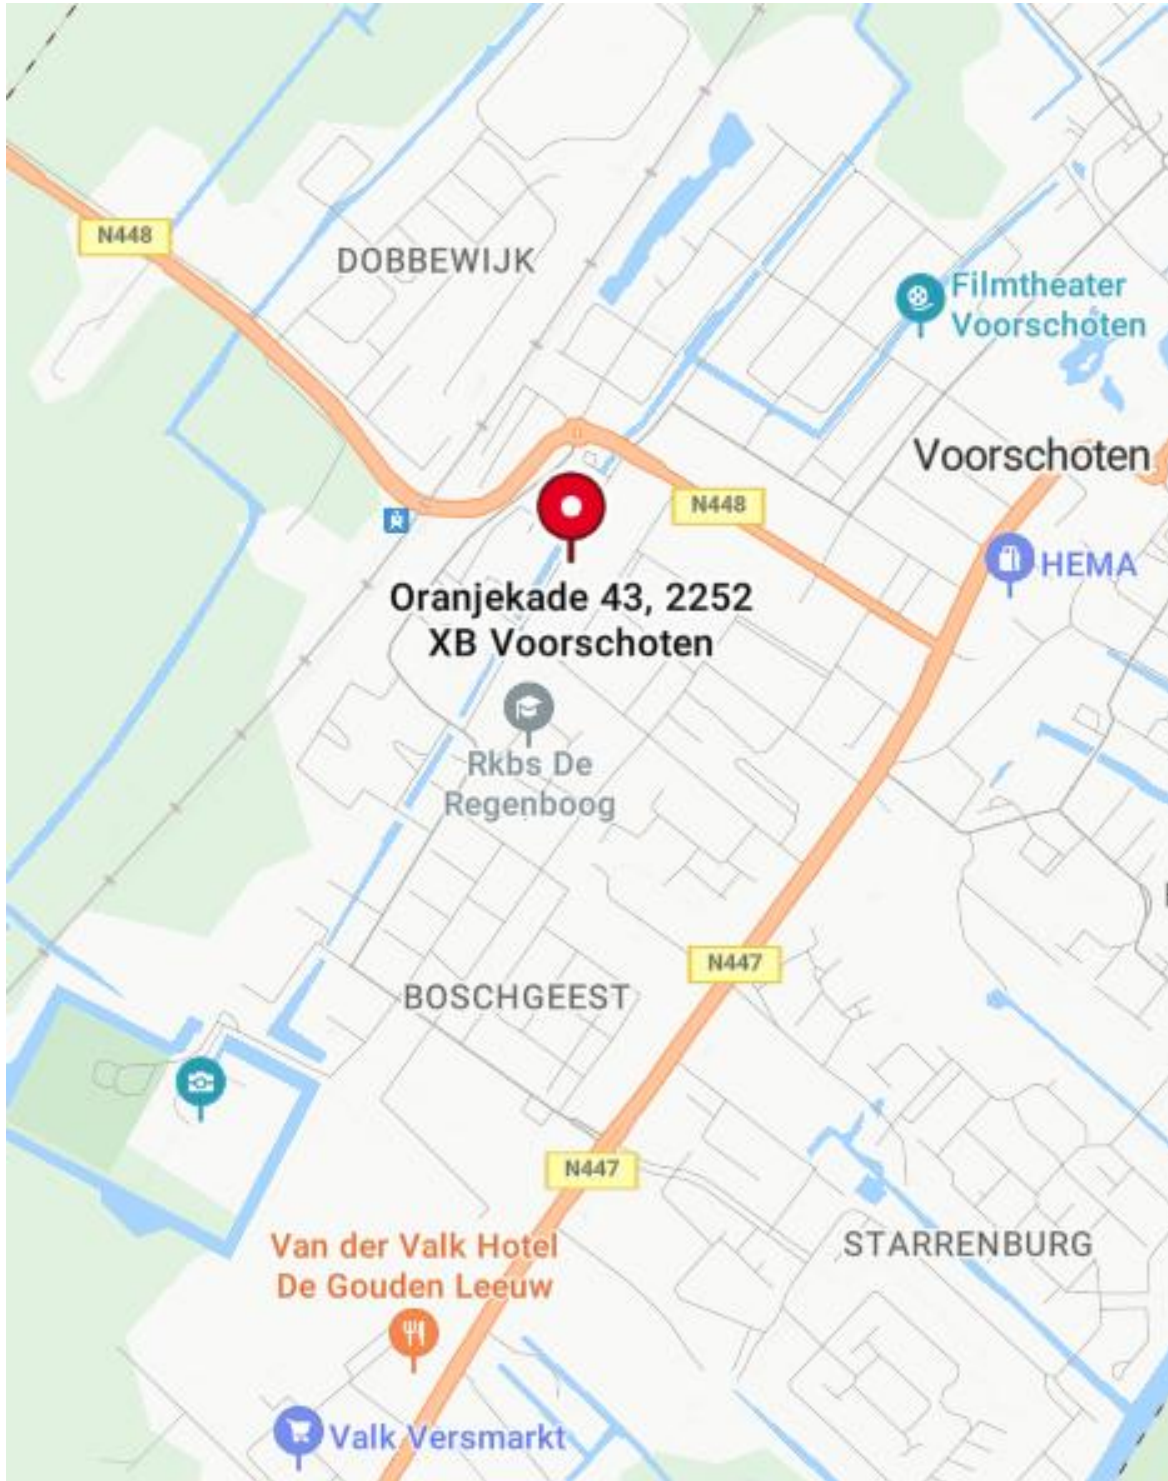 N448
DOBBEWIJK
Filmtheater
Voorschoten
Voorschoten
N448
HEMA
Oranjekade 43, 2252
XB Voorschoten
Rkbs De
Regenboog
N447
BOSCHGEEST
N447
STARRENBURG
Van der Valk Hotel
De Gouden Leeuw
Valk Versmarkt